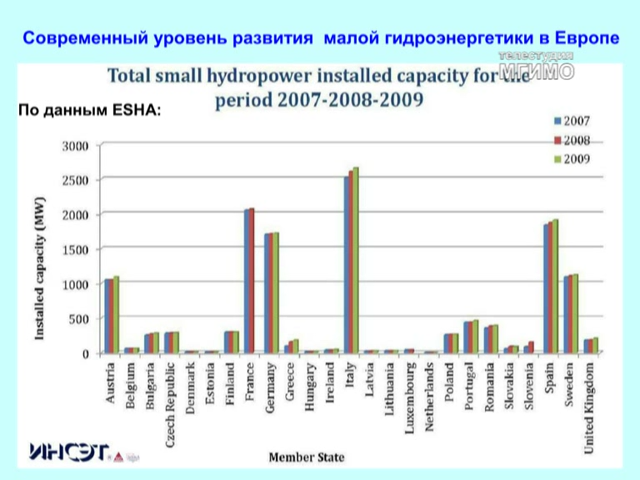 Современный уровень развития малой гидроэнергетики в Европе
телестудия
МГИМО
Total small hydropower installed capacity for the
period 2007-2008-2009
По данным ESHA:
2007
2008
2009
Installed capacity (MW)
3000
2500
2000
1500
1000
500
0
Austria
Belgium
Bulgaria
Czech Republic
Denmark
Estonia
Finland
France
Germany
Greece
Hungary
Ireland
Italy
Latvia
Lithuania
Luxembourg
Netherlands
Poland
Portugal
Romania
Slovakia
Slovenia
Spain
Sweden
United Kingdom
Member State
ИНСЭТ